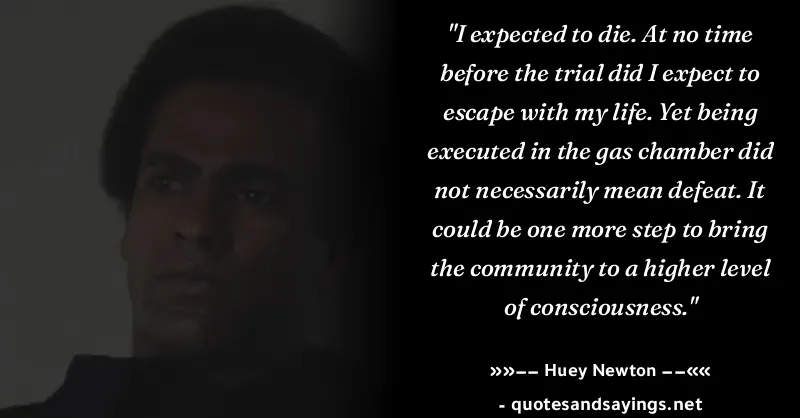 "I expected to die. At no time
before the trial did I expect to
escape with my life. Yet being
executed in the gas chamber did
not necessarily mean defeat. It
could be one more step to bring
the community to a higher level
of consciousness."
»»–– Huey Newton ––««
- quotesandsayings.net